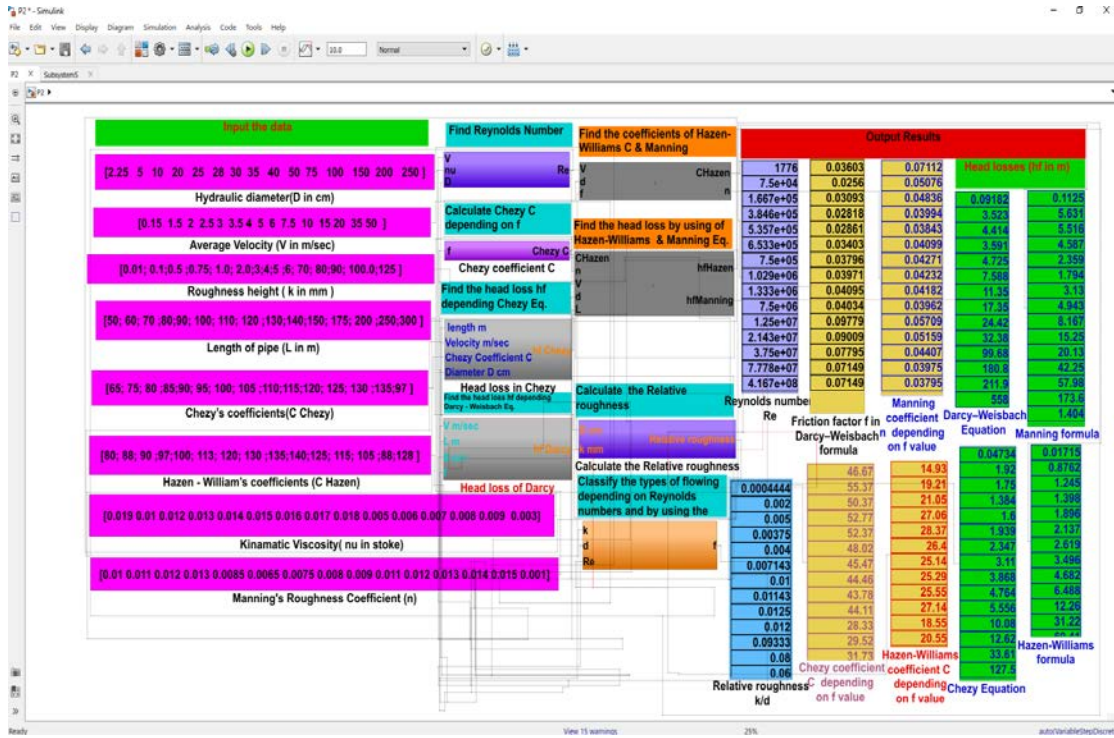 P2 * - Simulink
File Edit View Display Diagram Simulation Analysis Code Tools Help
10.0
Normal
P2
Subsystem5
P2
Input the data
[2.25 5 10 20 25 28 30 35 40 50 75 100 150 200 250 ]
Hydraulic diameter(D in cm)
[0.15 1.5 2 2.5 3 3.5 4 5 6 7.5 10 15 20 35 50 ]
Average Velocity (V in m/sec)
[0.01; 0.1;0.5 ;0.75; 1.0; 2.0;3;4;5 ;6; 70; 80;90; 100.0;125 ]
Roughness height ( k in mm )
[50; 60; 70 ;80;90; 100; 110; 120 ;130;140;150; 175; 200 ;250;300 ]
Length of pipe (L in m)
[65; 75; 80 ;85;90; 95; 100; 105 ;110;115;120; 125; 130 ;135;97 ]
Chezy's coefficients(C Chezy)
[80; 88; 90 ;97;100; 113; 120; 130 ;135;140;125; 115; 105 ;88;128 ]
Hazen - William's coefficients (C Hazen)
[0.019 0.01 0.012 0.013 0.014 0.015 0.016 0.017 0.018 0.005 0.006 0.007 0.008 0.009 0.003]
Kinamatic Viscosity( nu in stoke)
[0.01 0.011 0.012 0.013 0.0085 0.0065 0.0075 0.008 0.009 0.011 0.012 0.013 0.014 0.015 0.001]
Manning's Roughness Coefficient (n)
Find Reynolds Number
V
nu
D
Re
Calculate Chezy C
depending on f
f
Chezy C
Chezy coefficient C
Find the head loss hf
depending Chezy Eq.
length m
Velocity m/sec
Chezy Coefficient C
Diameter D cm
hf Chezy
Head loss in Chezy
Find the head loss hf depending
Darcy - Weisbach Eq.
V m/sec
L m
hf Darcy
Head loss of Darcy
Find the coefficients of Hazen-
Williams C & Manning
V
d
f
CHazen
n
Find the head loss by using of
Hazen-Williams & Manning Eq.
CHazen
n
V
d
L
hfHazen
hfManning
Calculate the Relative
roughness
k mm
Relative roughness
Calculate the Relative roughness
Classify the types of flowing
depending on Reynolds
numbers and by using the
k
d
Re
f
Output Results
1776
7.5e+04
1.667e+05
3.846e+05
5.357e+05
6.533e+05
7.5e+05
1.029e+06
1.333e+06
7.5e+06
1.25e+07
2.143e+07
3.75e+07
7.778e+07
4.167e+08
Reynolds number
Re
0.03603
0.0256
0.03093
0.02818
0.02861
0.03403
0.03796
0.03971
0.04095
0.04034
0.09779
0.09009
0.07795
0.07149
0.07149
Friction factor f in
Darcy–Weisbach
formula
0.07112
0.05076
0.04836
0.03994
0.03843
0.04099
0.04271
0.04232
0.04182
0.03962
0.05709
0.05159
0.04407
0.03975
0.03795
Manning
coefficient
n depending
on f value
Head losses (hf in m)
0.09182
3.523
4.414
3.591
4.725
7.588
11.35
17.35
24.42
32.38
99.68
180.8
211.9
558
Darcy–Weisbach
Equation
0.1125
5.631
5.516
4.587
2.359
1.794
3.13
4.943
8.167
15.25
20.13
42.25
57.98
173.6
1.404
Manning formula
0.0004444
0.002
0.005
0.00375
0.004
0.007143
0.01
0.01143
0.0125
0.012
0.09333
0.08
0.06
Relative roughness
k/d
46.67
55.37
50.37
52.77
52.37
48.02
45.47
44.46
43.78
44.11
28.33
29.52
31.73
Chezy coefficient
C depending
on f value
14.93
19.21
21.05
27.06
28.37
26.4
25.14
25.29
25.55
27.14
18.55
20.55
Hazen-Williams
coefficient C
depending
on f value
0.04734
1.92
1.75
1.384
1.6
1.939
2.347
3.11
3.868
4.764
5.556
10.08
12.62
33.61
127.5
Chezy Equation
0.01715
0.8762
1.245
1.398
1.896
2.137
2.619
3.496
4.682
6.488
12.26
31.22
Hazen-Williams
formula
Ready
View 15 warnings
25%
auto(VariableStepDiscrete